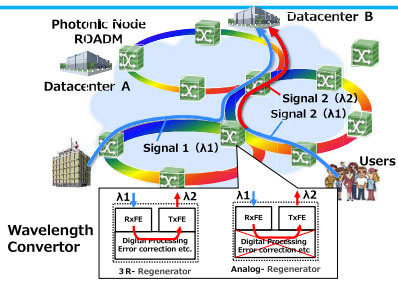 Photonic Node
ROADM
Datacenter B
Datacenter A
Signal 2（λ2）
Signal 2（λ1）
Signal 1（λ1）
Users
Wavelength
Convertor
λ1
λ2
RxFE
TxFE
Digital Processing
Error correction etc.
3R- Regenerator
λ1
λ2
RxFE
TxFE
Digital Processing
Error correction etc
Analog- Regenerator